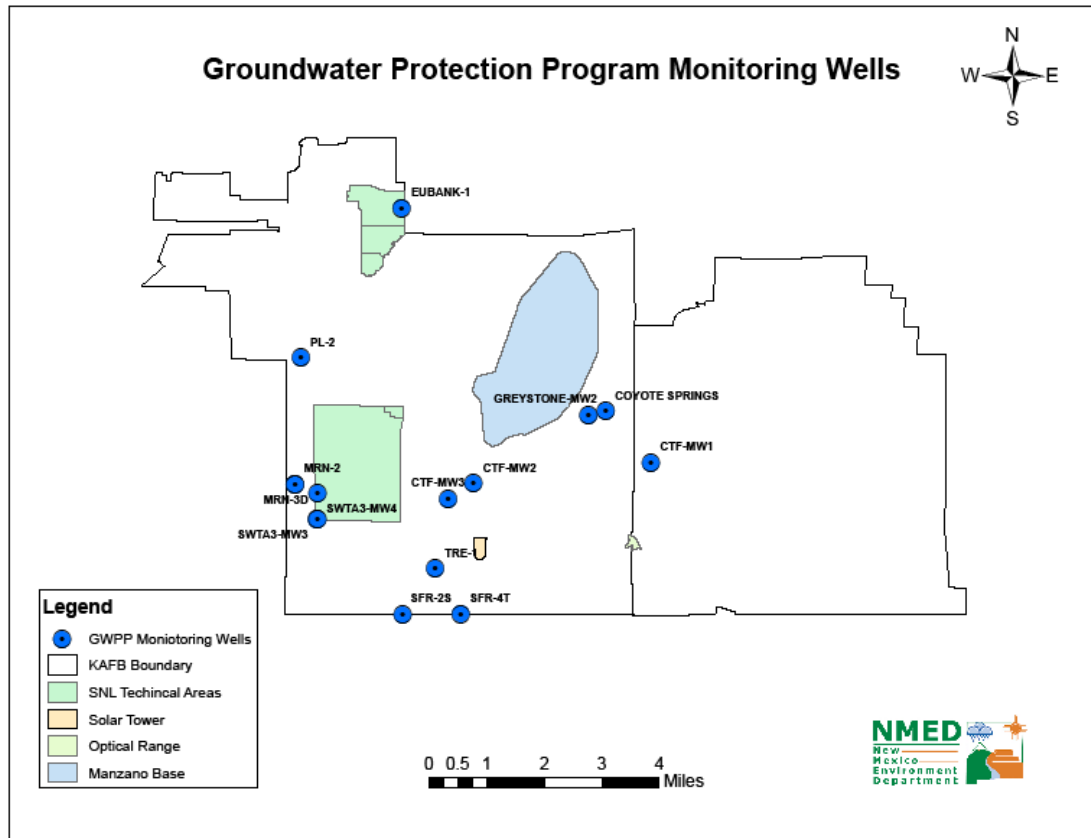 Groundwater Protection Program Monitoring Wells
N
W
E
S
EUBANK-1
PL-2
GREYSTONE-MW2
COYOTE SPRINGS
CTF-MW1
MRN-2
CTF-MW2
CTF-MW3
MRN-3D
SWTA3-MW4
SWTA3-MW3
TRE-1
SFR-2S
SFR-4T
Legend
GWPP Moniotoring Wells
KAFB Boundary
SNL Techincal Areas
Solar Tower
Optical Range
Manzano Base
0 0.5 1 2 3 4
Miles
NMED
New
Mexico
Environment
Department